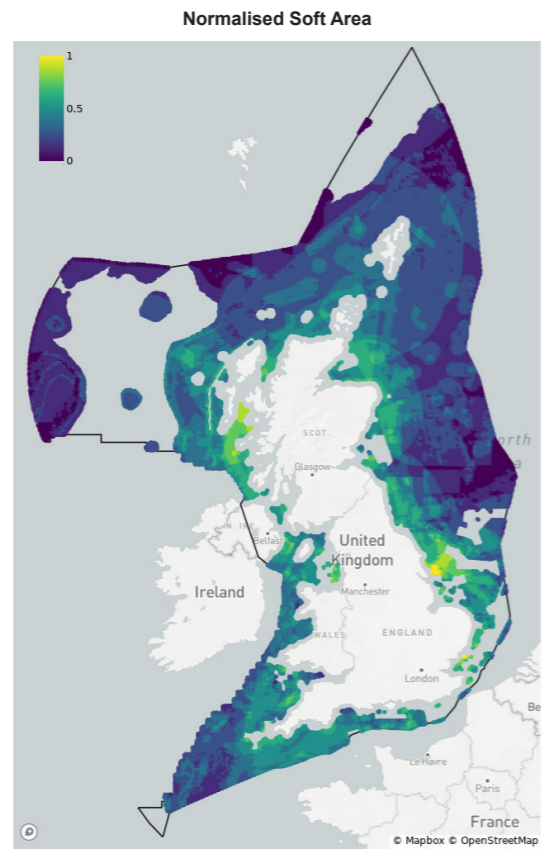 Normalised Soft Area
1
0.5
0
SCOT.
Glasgow
Belfast
United
Kingdom
Ireland
Manchester
WALES
ENGLAND
London
Be
Le Havre
Paris
France
© Mapbox © OpenStreetMap